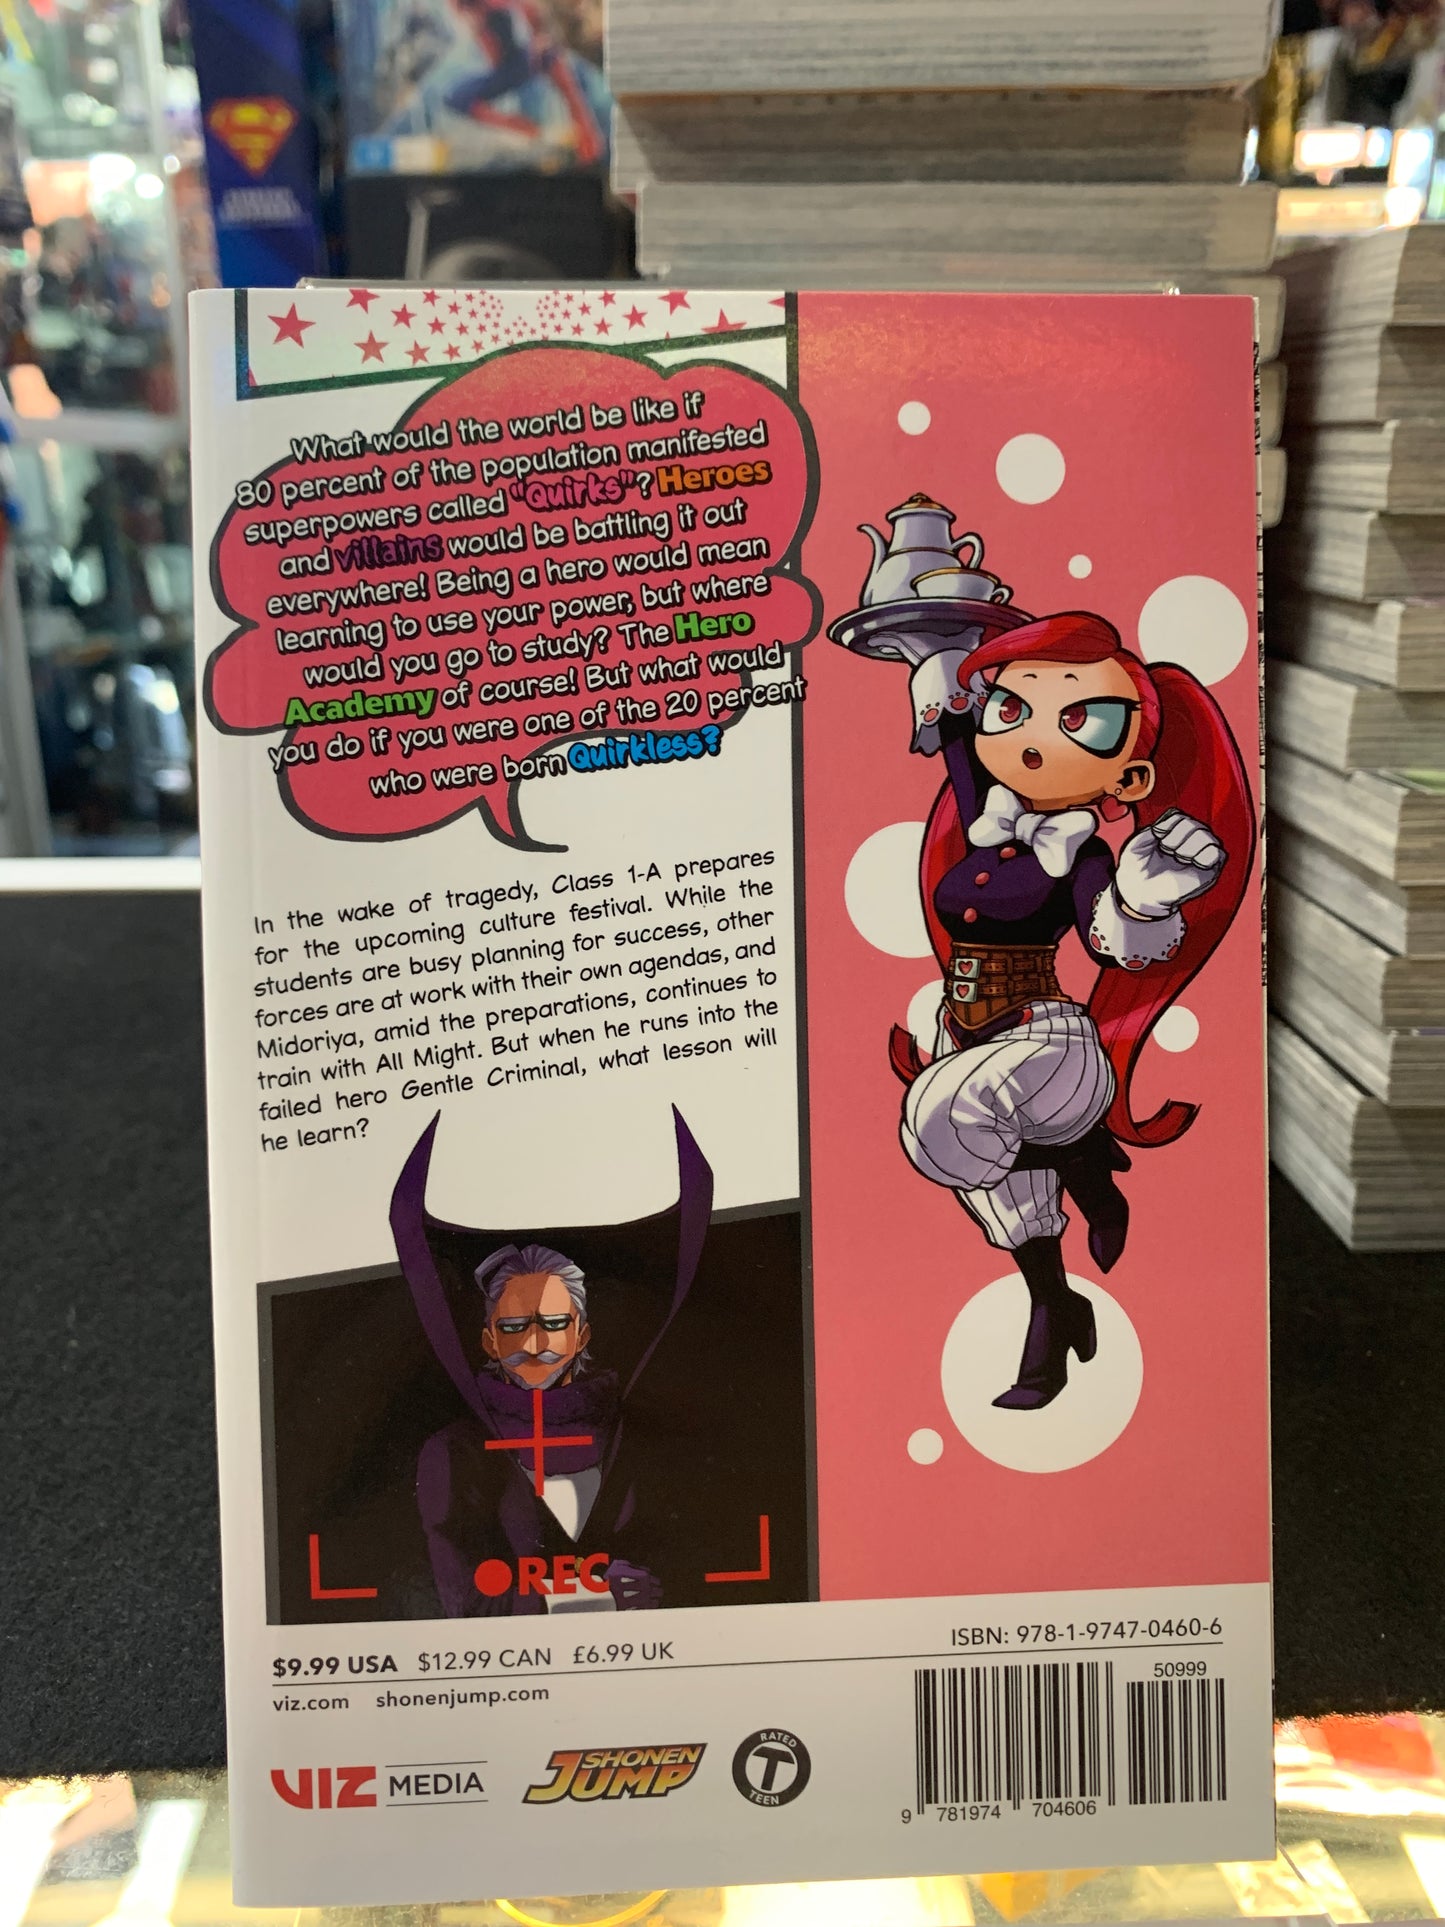 What would the world be like if
80 percent of the population manifested
superpowers called "Quirks"? Heroes
and villains would be battling it out
everywhere! Being a hero would mean
learning to use your power, but where
would you go to study? The Hero
Academy of course! But what would
you do if you were one of the 20 percent
who were born Quirkless?
In the wake of tragedy, Class 1-A prepares
for the upcoming culture festival. While the
students are busy planning for success, other
forces are at work with their own agendas, and
Midoriya, amid the preparations, continues to
train with All Might. But when he runs into the
failed hero Gentle Criminal, what lesson will
he learn?
REC
$9.99 USA $12.99 CAN £6.99 UK
viz.com shonenjump.com
VIZ MEDIA
SHONEN
JUMP
RATED
T
TEEN
ISBN: 978-1-9747-0460-6
50999
9 781974 704606